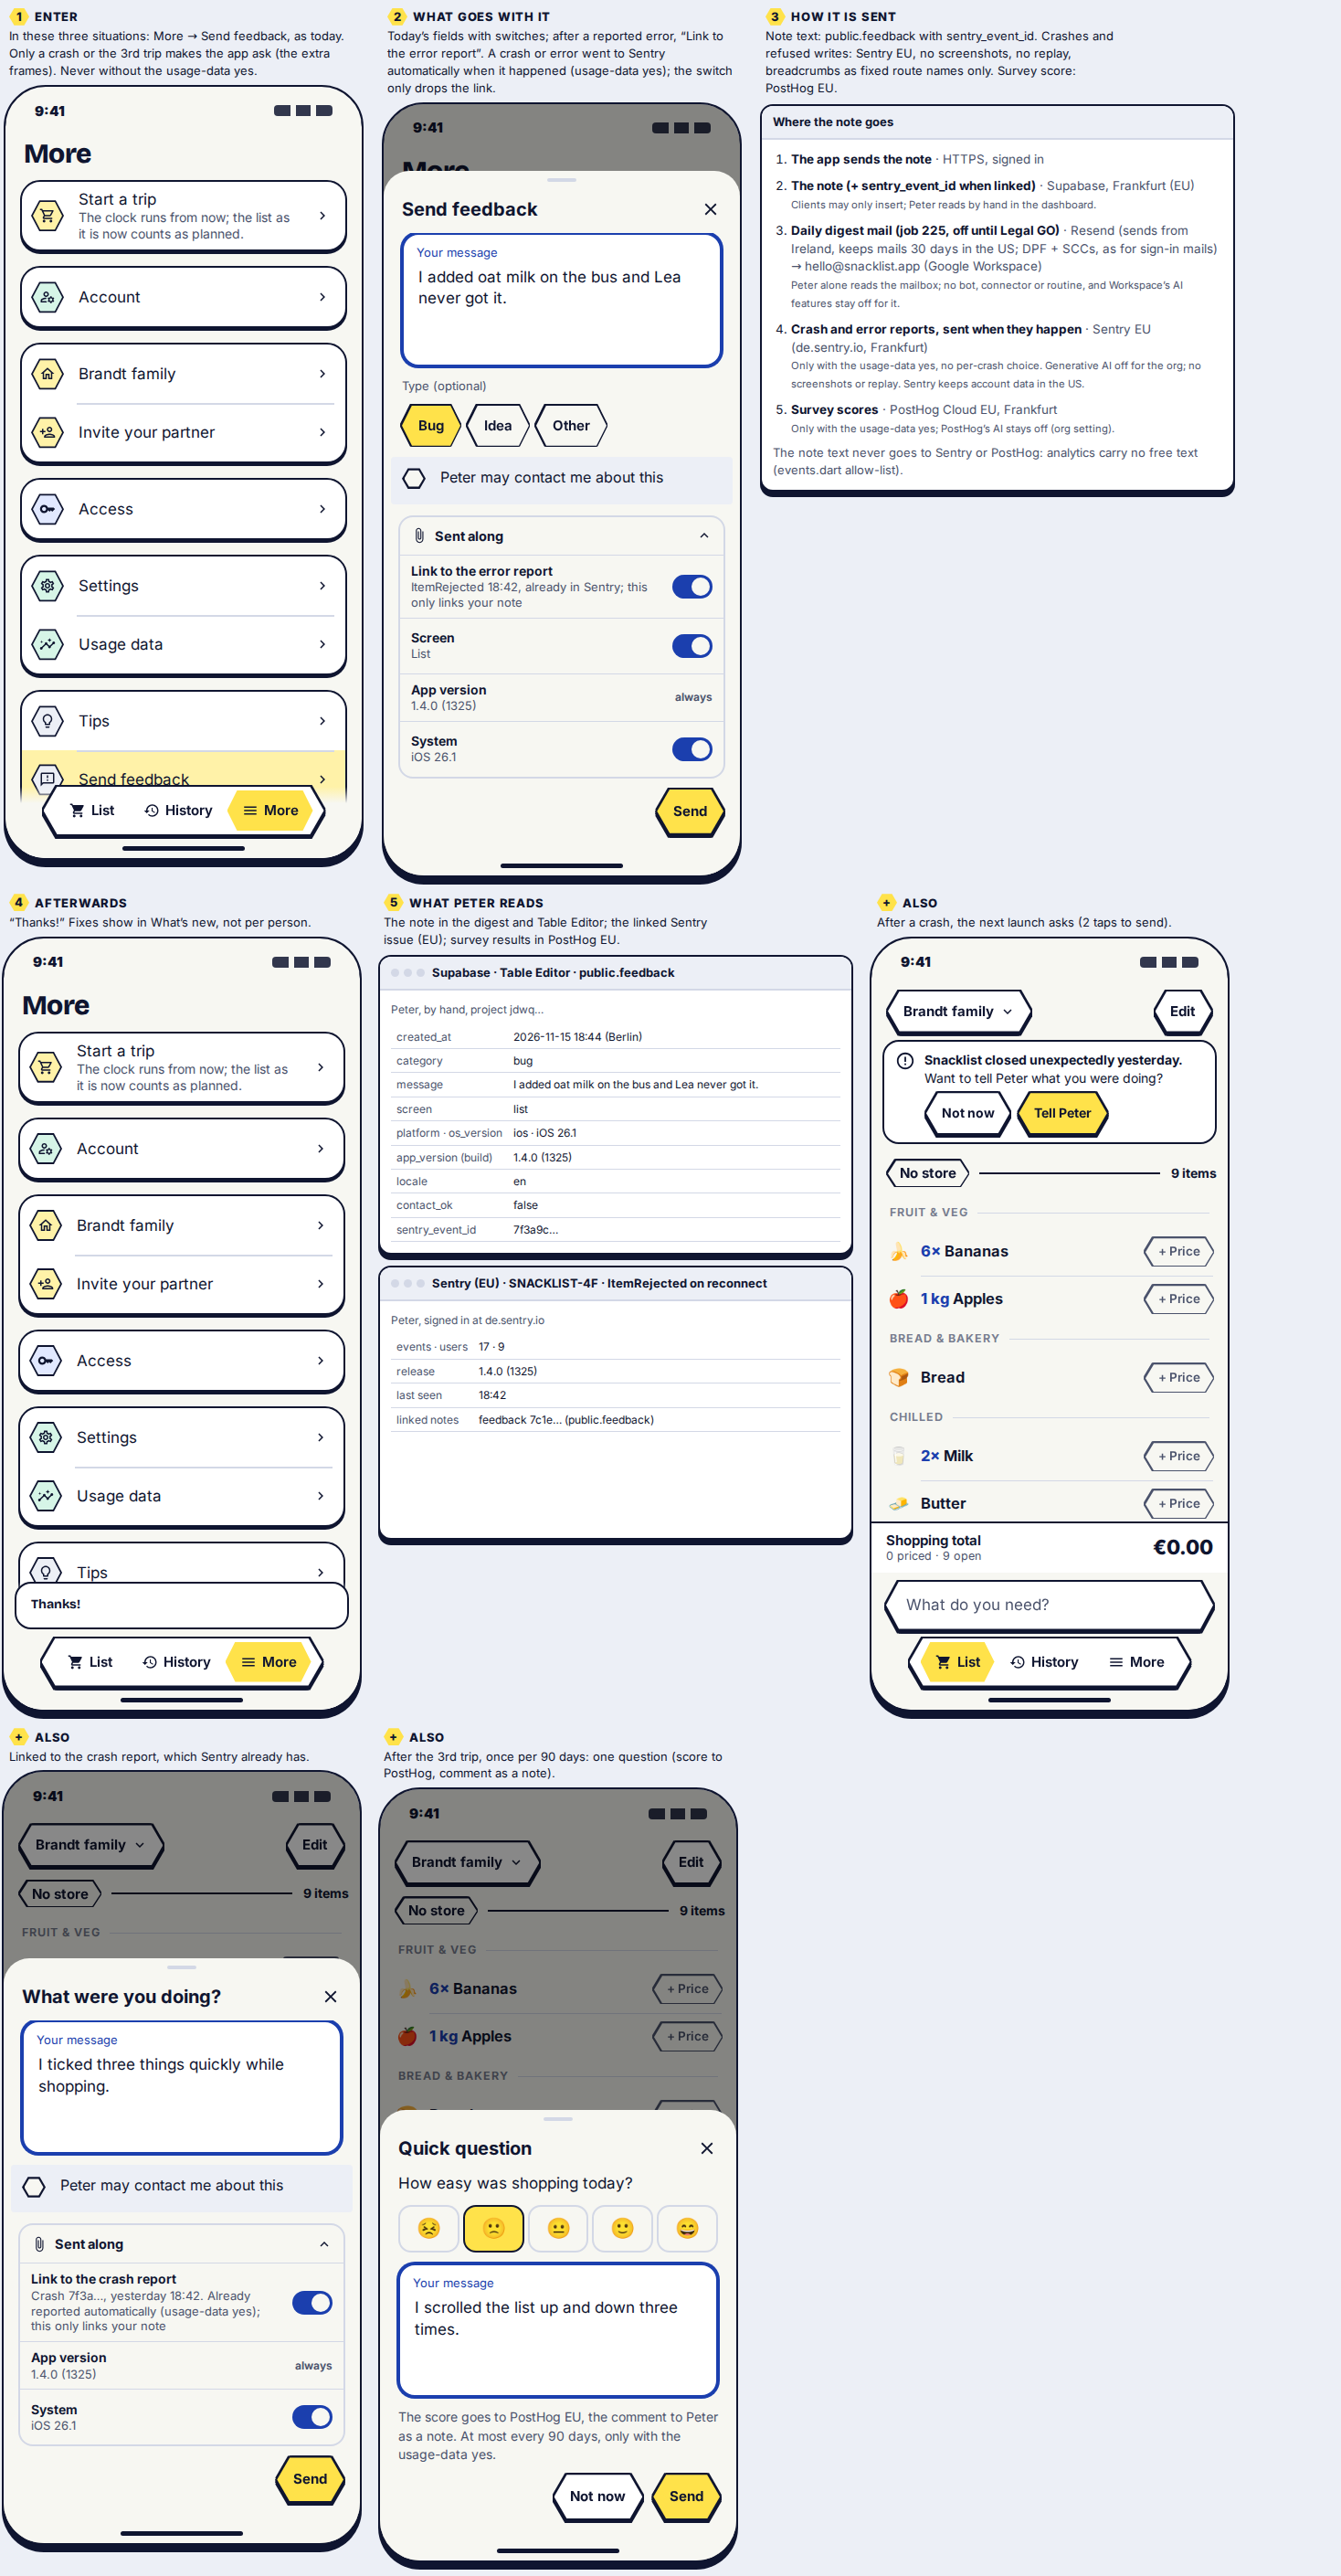 1 ENTER
In these three situations: More → Send feedback, as today.
Only a crash or the 3rd trip makes the app ask (the extra
frames). Never without the usage-data yes.
9:41
More
Start a trip
The clock runs from now; the list as
it is now counts as planned.
Account
Brandt family
Invite your partner
Access
Settings
Usage data
Tips
Send feedback
List
History
More
2 WHAT GOES WITH IT
Today's fields with switches; after a reported error, “Link to
the error report”. A crash or error went to Sentry
automatically when it happened (usage-data yes); the switch
only drops the link.
9:41
More
Send feedback
Your message
I added oat milk on the bus and Lea
never got it.
Type (optional)
Bug
Idea
Other
Peter may contact me about this
Sent along
Link to the error report
ItemRejected 18:42, already in Sentry; this
only links your note
Screen
List
App version
1.4.0 (1325)
always
System
iOS 26.1
Send
3 HOW IT IS SENT
Note text: public.feedback with sentry_event_id. Crashes and
refused writes: Sentry EU, no screenshots, no replay,
breadcrumbs as fixed route names only. Survey score:
PostHog EU.
Where the note goes
1. The app sends the note · HTTPS, signed in
2. The note (+ sentry_event_id when linked) · Supabase, Frankfurt (EU)
Clients may only insert; Peter reads by hand in the dashboard.
3. Daily digest mail (job 225, off until Legal GO) · Resend (sends from
Ireland, keeps mails 30 days in the US; DPF + SCCs, as for sign-in mails)
→ hello@snacklist.app (Google Workspace)
Peter alone reads the mailbox; no bot, connector or routine, and Workspace's AI
features stay off for it.
4. Crash and error reports, sent when they happen · Sentry EU
(de.sentry.io, Frankfurt)
Only with the usage-data yes, no per-crash choice. Generative AI off for the org; no
screenshots or replay. Sentry keeps account data in the US.
5. Survey scores · PostHog Cloud EU, Frankfurt
Only with the usage-data yes; PostHog's AI stays off (org setting).
The note text never goes to Sentry or PostHog: analytics carry no free text
(events.dart allow-list).
4 AFTERWARDS
“Thanks!” Fixes show in What's new, not per person.
9:41
More
Start a trip
The clock runs from now; the list as
it is now counts as planned.
Account
Brandt family
Invite your partner
Access
Settings
Usage data
Tips
Thanks!
List
History
More
5 WHAT PETER READS
The note in the digest and Table Editor; the linked Sentry
issue (EU); survey results in PostHog EU.
Supabase · Table Editor · public.feedback
Peter, by hand, project jdwq…
created_at 2026-11-15 18:44 (Berlin)
category bug
message I added oat milk on the bus and Lea never got it.
screen list
platform · os_version ios · iOS 26.1
app_version (build) 1.4.0 (1325)
locale en
contact_ok false
sentry_event_id 7f3a9c…
Sentry (EU) · SNACKLIST-4F · ItemRejected on reconnect
Peter, signed in at de.sentry.io
events · users 17 · 9
release 1.4.0 (1325)
last seen 18:42
linked notes feedback 7c1e… (public.feedback)
+ ALSO
After a crash, the next launch asks (2 taps to send).
9:41
Brandt family
Edit
Snacklist closed unexpectedly yesterday.
Want to tell Peter what you were doing?
Not now
Tell Peter
No store
9 items
FRUIT & VEG
6× Bananas
+ Price
1 kg Apples
+ Price
BREAD & BAKERY
Bread
+ Price
CHILLED
2× Milk
+ Price
Butter
+ Price
Shopping total
0 priced · 9 open
€0.00
What do you need?
List
History
More
+ ALSO
Linked to the crash report, which Sentry already has.
9:41
Brandt family
Edit
No store
9 items
FRUIT & VEG
What were you doing?
Your message
I ticked three things quickly while
shopping.
Peter may contact me about this
Sent along
Link to the crash report
Crash 7f3a…, yesterday 18:42. Already
reported automatically (usage-data yes);
this only links your note
App version
1.4.0 (1325)
always
System
iOS 26.1
Send
+ ALSO
After the 3rd trip, once per 90 days: one question (score to
PostHog, comment as a note).
9:41
Brandt family
Edit
No store
9 items
FRUIT & VEG
6× Bananas
+ Price
1 kg Apples
+ Price
BREAD & BAKERY
Quick question
How easy was shopping today?
Your message
I scrolled the list up and down three
times.
The score goes to PostHog EU, the comment to Peter
as a note. At most every 90 days, only with the
usage-data yes.
Not now
Send